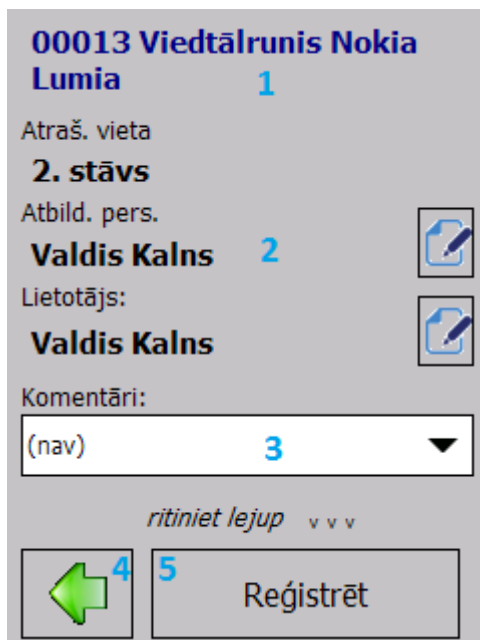 00013 Viedtālrunis Nokia
Lumia 1
Atraš. vieta
2. stāvs
Atbild. pers.
Valdis Kalns 2
Lietotājs:
Valdis Kalns
Komentāri:
(nav) 3
ritiniet lejup v v v
4 5 Reģistrēt